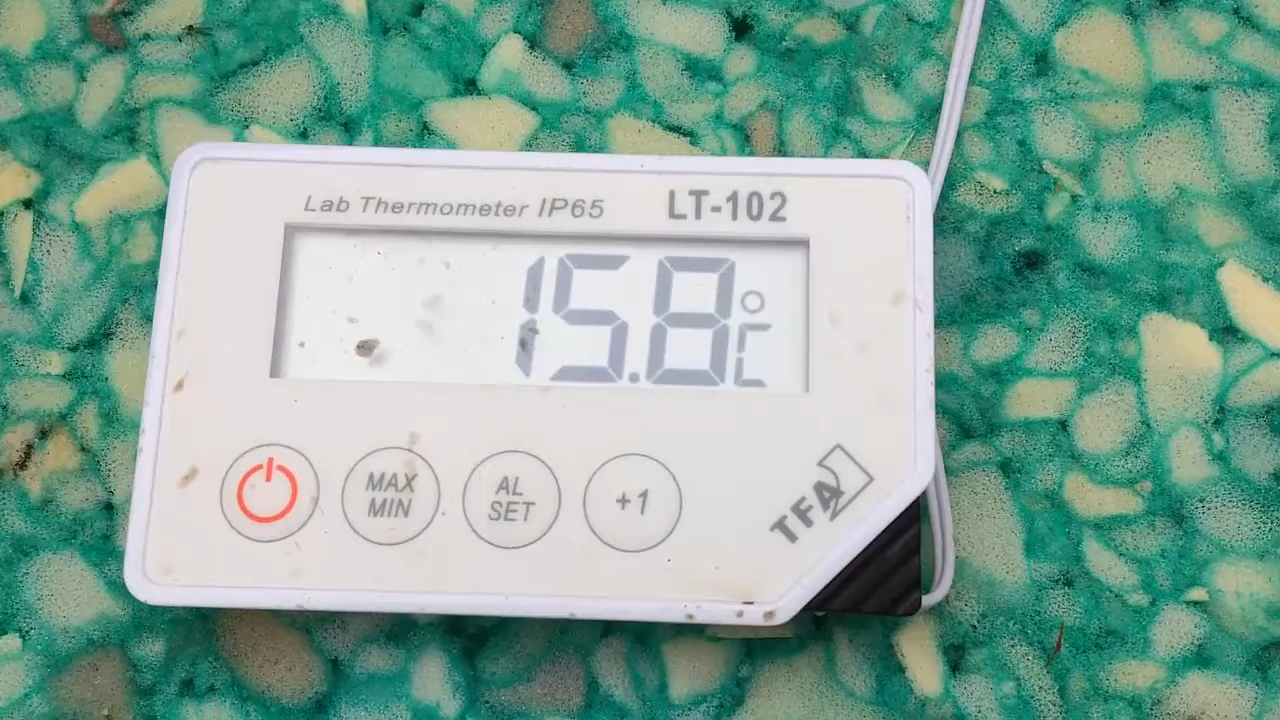 Lab Thermometer IP65 LT-102
15.8°C
MAX
MIN
AL
SET
+1
TFA